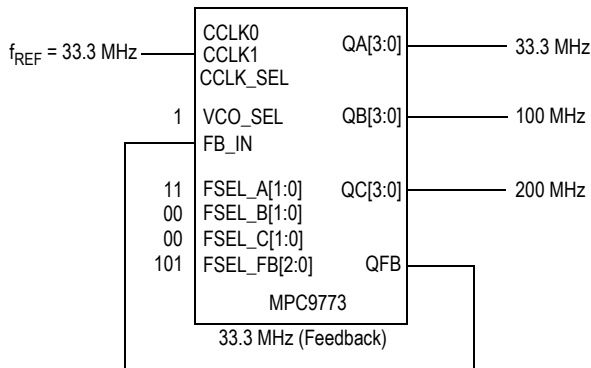 CCLK0
fREF = 33.3 MHz CCLK1 QA[3:0] 33.3 MHz
CCLK_SEL
1 VCO_SEL QB[3:0] 100 MHz
FB_IN
11 FSEL_A[1:0] QC[3:0] 200 MHz
00 FSEL_B[1:0]
00 FSEL_C[1:0]
101 FSEL_FB[2:0] QFB
MPC9773
33.3 MHz (Feedback)